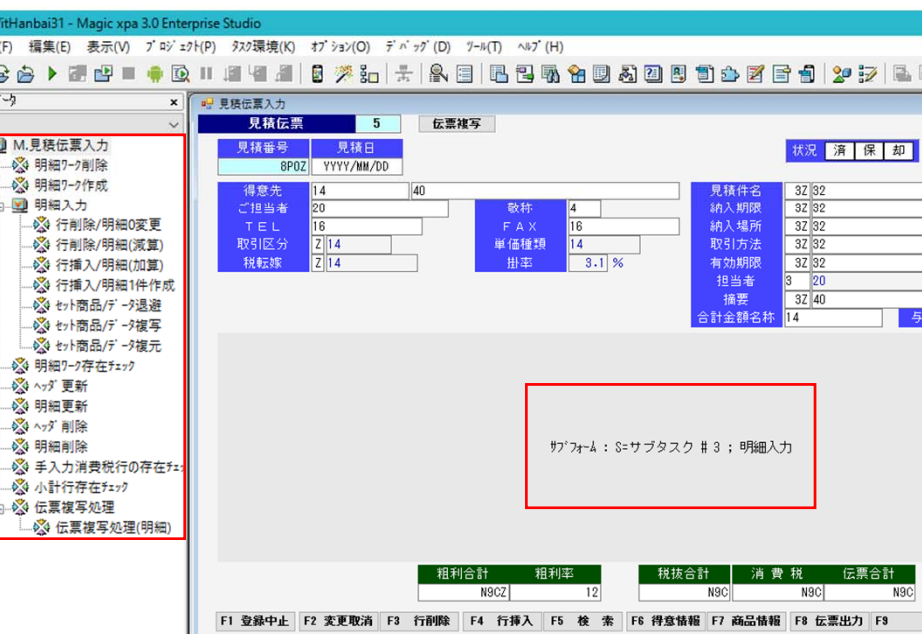 VitHanbai31 - Magic xpa 3.0 Enterprise Studio
(F) 編集(E) 表示(V) ﾌﾟﾛｼﾞｪｸﾄ(P) ﾀｽｸ環境(K) ｵﾌﾟｼｮﾝ(O) ﾃﾞﾊﾞｯｸﾞ(D) ﾂｰﾙ(T) ﾍﾙﾌﾟ(H)
M.見積伝票入力
明細ﾜｰｸ削除
明細ﾜｰｸ作成
明細入力
行削除/明細0変更
行削除/明細(減算)
行挿入/明細(加算)
行挿入/明細1件作成
ｾｯﾄ商品/ﾃﾞｰﾀ退避
ｾｯﾄ商品/ﾃﾞｰﾀ複写
ｾｯﾄ商品/ﾃﾞｰﾀ復元
明細ﾜｰｸ存在ﾁｪｯｸ
ﾍｯﾀﾞ更新
明細更新
ﾍｯﾀﾞ削除
明細削除
手入力消費税行の存在ﾁｪｯ
小計行存在ﾁｪｯｸ
伝票複写処理
伝票複写処理(明細)
見積伝票入力
見積伝票 5 伝票複写
見積番号 見積日
8P0Z YYYY/MM/DD
状況 済 保 却
得意先 14 40
ご担当者 20 敬称 4
ＴＥＬ 16 ＦＡＸ 16
取引区分 Z 14 単価種類 14
税転嫁 Z 14 掛率 3.1 %
見積件名 3Z 32
納入期限 3Z 32
納入場所 3Z 32
取引方法 3Z 32
有効期限 3Z 32
担当者 3 20
摘要 3Z 40
合計金額名称 14 与
ｻﾌﾞﾌｫｰﾑ : S=サブタスク # 3 ; 明細入力
粗利合計 粗利率 税抜合計 消費税 伝票合計
N9CZ 12 N9C N9C N9C
F1 登録中止 F2 変更取消 F3 行削除 F4 行挿入 F5 検 索 F6 得意情報 F7 商品情報 F8 伝票出力 F9